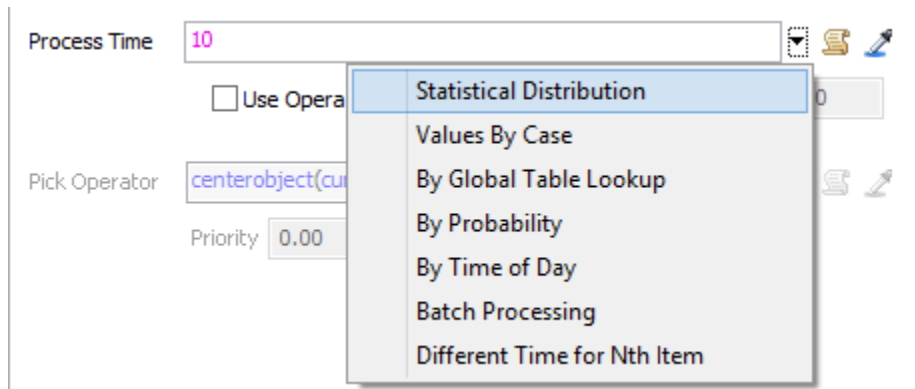 Process Time 10
Statistical Distribution
Use Opera
0
Values By Case
Pick Operator centerobject(cu
By Global Table Lookup
Priority 0.00
By Probability
By Time of Day
Batch Processing
Different Time for Nth Item